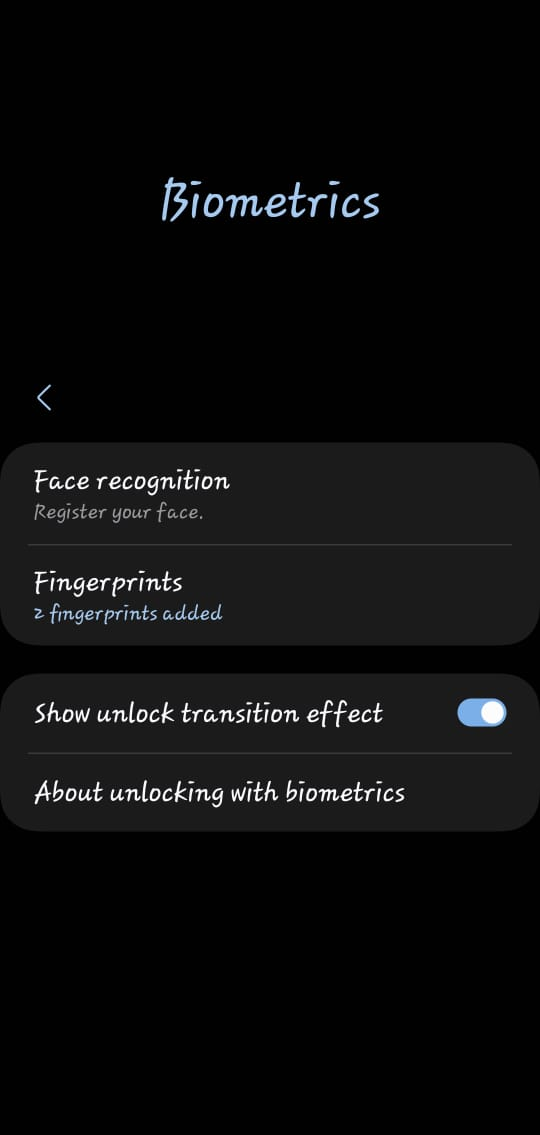 Biometrics
Face recognition
Register your face.
Fingerprints
2 fingerprints added
Show unlock transition effect
About unlocking with biometrics